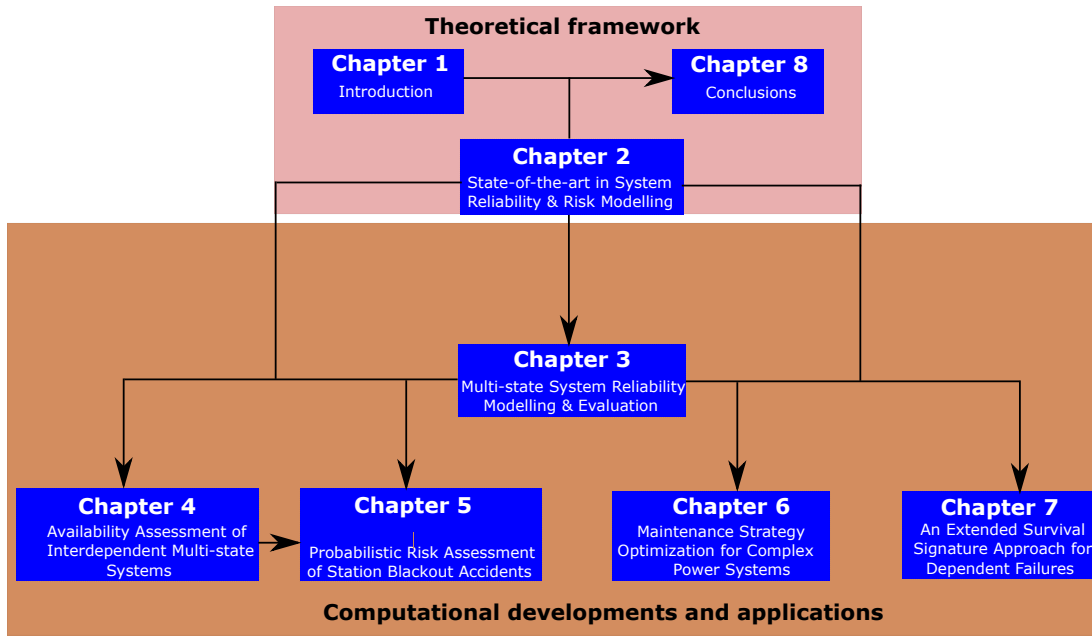 Theoretical framework
Chapter 1
Introduction
Chapter 8
Conclusions
Chapter 2
State-of-the-art in System
Reliability & Risk Modelling
Chapter 3
Multi-state System Reliability
Modelling & Evaluation
Chapter 4
Availability Assessment of
Interdependent Multi-state
Systems
Chapter 5
Probabilistic Risk Assessment
of Station Blackout Accidents
Chapter 6
Maintenance Strategy
Optimization for Complex
Power Systems
Chapter 7
An Extended Survival
Signature Approach for
Dependent Failures
Computational developments and applications